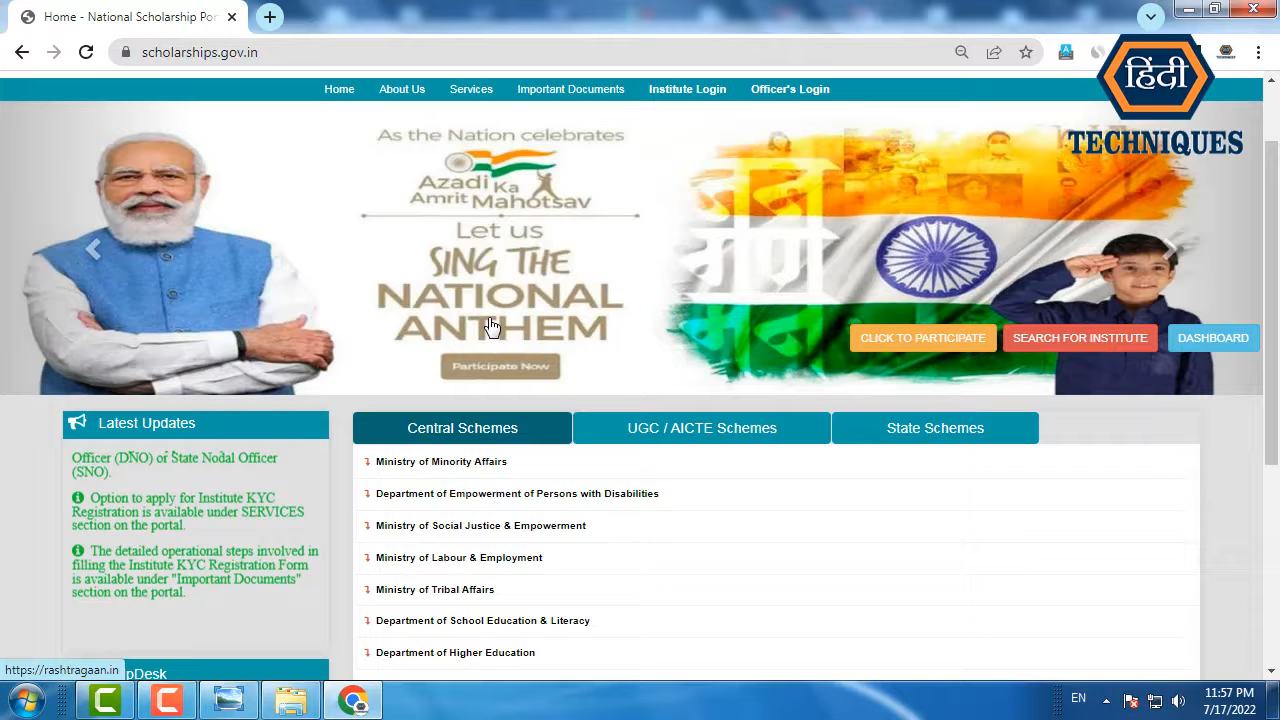 Home - National Scholarship Por
scholarships.gov.in
हिंदी
TECHNIQUES
Home About Us Services Important Documents Institute Login Officer's Login
As the Nation celebrates
Azadi Ka
Amrit Mahotsav
Let us
SING THE
NATIONAL
ANTHEM
Participate Now
जन
गण
CLICK TO PARTICIPATE SEARCH FOR INSTITUTE DASHBOARD
Latest Updates
Officer (DNO) or State Nodal Officer
(SNO).
Option to apply for Institute KYC
Registration is available under SERVICES
section on the portal.
The detailed operational steps involved in
filling the Institute KYC Registration Form
is available under "Important Documents"
section on the portal.
Central Schemes UGC / AICTE Schemes State Schemes
Ministry of Minority Affairs
Department of Empowerment of Persons with Disabilities
Ministry of Social Justice & Empowerment
Ministry of Labour & Employment
Ministry of Tribal Affairs
Department of School Education & Literacy
Department of Higher Education
https://rashtragaan.in
pDesk
EN
11:57 PM
7/17/2022